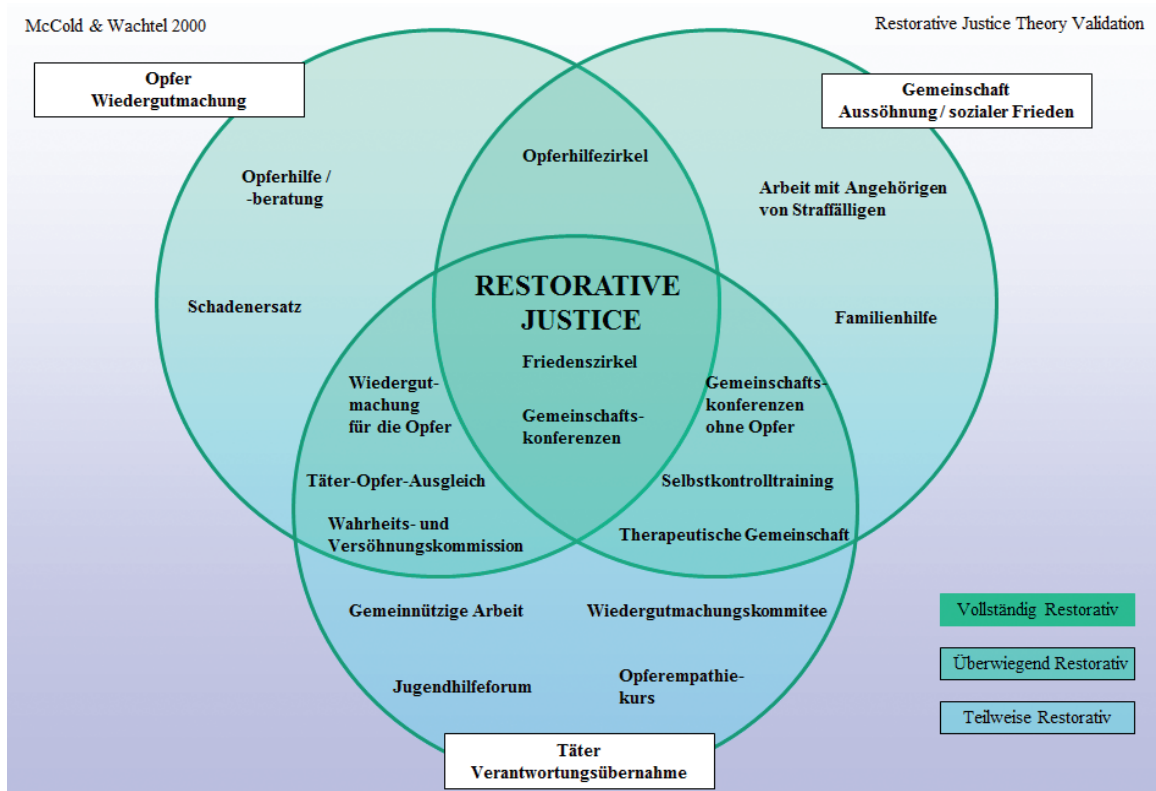 McCold & Wachtel 2000
Restorative Justice Theory Validation
Opfer
Wiedergutmachung
Gemeinschaft
Aussöhnung / sozialer Frieden
Opferhilfezirkel
Opferhilfe /
-beratung
Arbeit mit Angehörigen
von Straffälligen
RESTORATIVE
JUSTICE
Schadenersatz
Familienhilfe
Friedenszirkel
Wiedergut-
machung
für die Opfer
Gemeinschafts-
konferenzen
Gemeinschafts-
konferenzen
ohne Opfer
Täter-Opfer-Ausgleich
Selbstkontrolltraining
Wahrheits- und
Versöhnungskommission
Therapeutische Gemeinschaft
Gemeinnützige Arbeit
Wiedergutmachungskommitee
Jugendhilfeforum
Opferempathie-
kurs
Vollständig Restorativ
Überwiegend Restorativ
Teilweise Restorativ
Täter
Verantwortungsübernahme